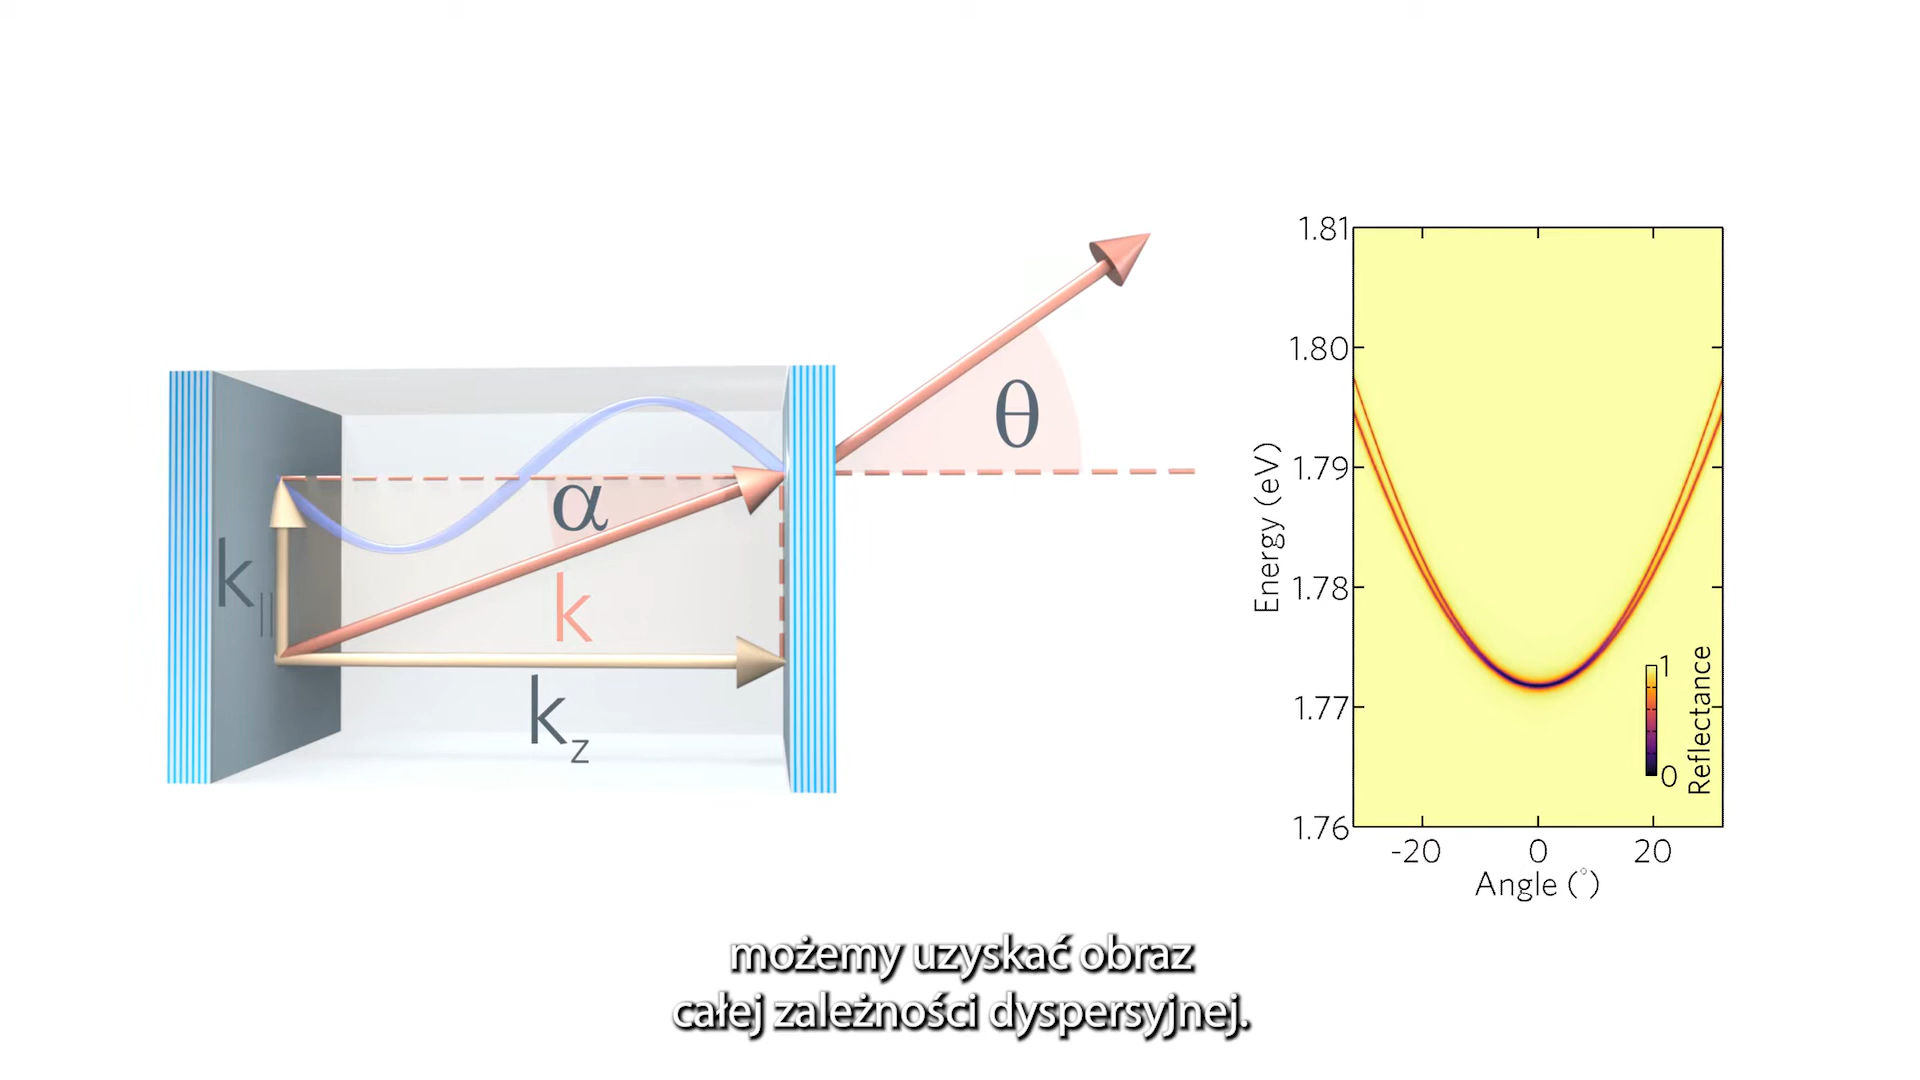 θ
α
k||
k
kz
1.81
1.80
1.79
1.78
1.77
1.76
Energy (eV)
-20 0 20
Angle (°)
1
0
Reflectance
możemy uzyskać obraz
całej zależności dyspersyjnej.